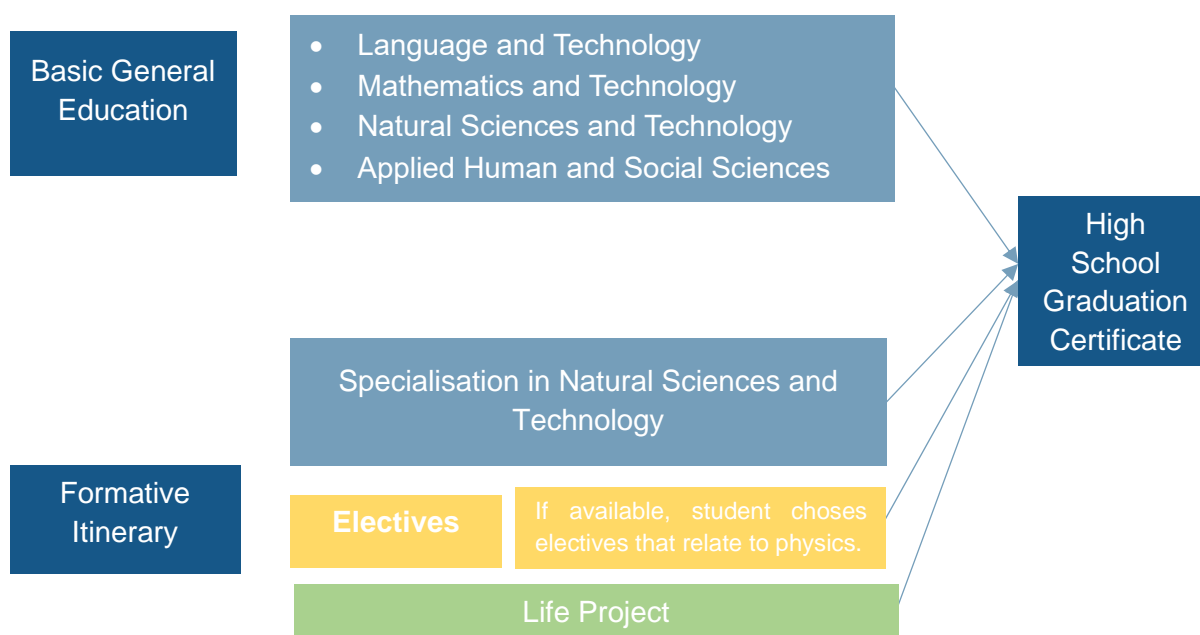 Basic General
Education
• Language and Technology
• Mathematics and Technology
• Natural Sciences and Technology
• Applied Human and Social Sciences
High
School
Graduation
Certificate
Specialisation in Natural Sciences and
Technology
Formative
Itinerary
Electives
If available, student choses
electives that relate to physics.
Life Project